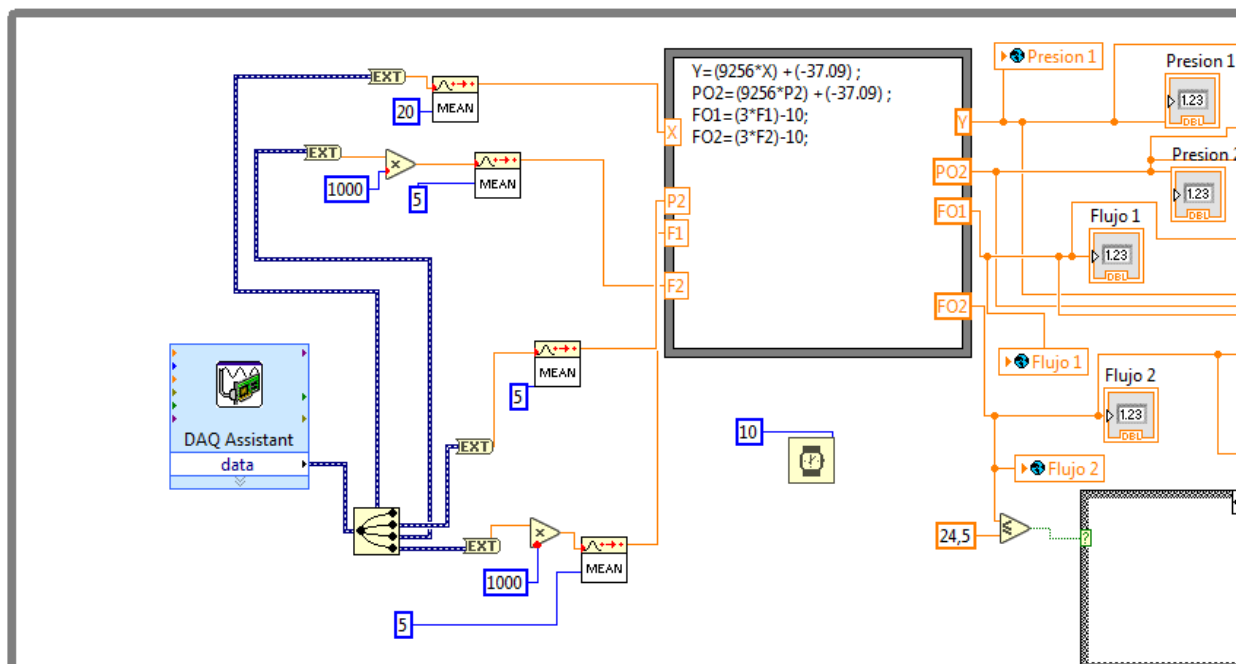 EXT
MEAN
20
EXT
×
1000
MEAN
5
Y=(9256*X) +(-37.09) ;
PO2=(9256*P2) +(-37.09) ;
FO1=(3*F1)-10;
FO2=(3*F2)-10;
X
P2
F1
F2
Y
PO2
FO1
FO2
Presion 1
Presion 1
1.23
DBL
Presion 2
1.23
DBL
Flujo 1
1.23
DBL
Flujo 1
Flujo 2
1.23
DBL
Flujo 2
MEAN
5
DAQ Assistant
data
EXT
EXT
×
1000
MEAN
5
10
24,5
≤
?